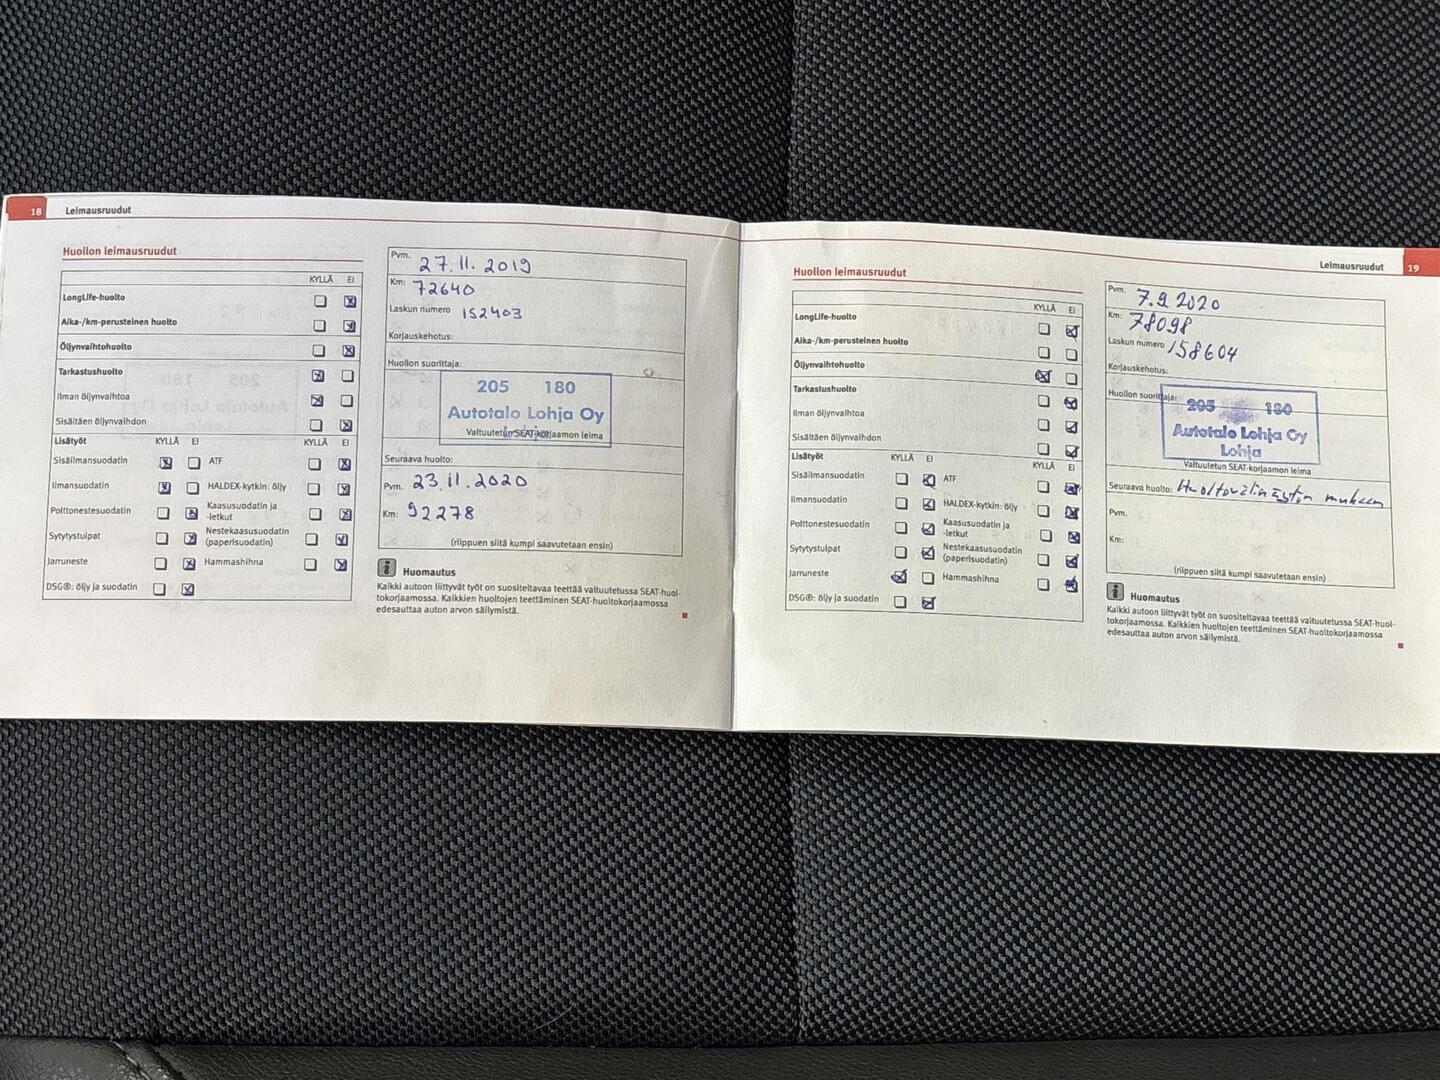 18 Leimausruudut
Huollon leimausruudut
KYLLÄ EI
LongLife-huolto
Aika-/km-perusteinen huolto
Öljynvaihtohuolto
Tarkastushuolto
Ilman öljynvaihtoa
Sisältäen öljynvaihdon
Lisätyöt KYLLÄ EI KYLLÄ EI
Sisäilmansuodatin ATF
Ilmansuodatin HALDEX-kytkin: öljy
Polttonestesuodatin Kaasusuodatin ja
-letkut
Sytytystulpat Nestekaasusuodatin
(paperisuodatin)
Jarruneste Hammashihna
DSG®: öljy ja suodatin
Pvm. 27.11.2019
Km: 72640
Laskun numero 152403
Korjauskehotus:
Huollon suorittaja:
205 180
Autotalo Lohja Oy
Valtuutetun SEAT-korjaamon leima
Seuraava huolto:
Pvm. 23.11.2020
Km: 92278
(riippuen siitä kumpi saavutetaan ensin)
Huomautus
Kaikki autoon liittyvät työt on suositeltavaa teettää valtuutetussa SEAT-huol-
tokorjaamossa. Kaikkien huoltojen teettäminen SEAT-huoltokorjaamossa
edesauttaa auton arvon säilymistä.
Leimausruudut 19
Huollon leimausruudut
KYLLÄ EI
LongLife-huolto
Aika-/km-perusteinen huolto
Öljynvaihtohuolto
Tarkastushuolto
Ilman öljynvaihtoa
Sisältäen öljynvaihdon
Lisätyöt KYLLÄ EI KYLLÄ EI
Sisäilmansuodatin ATF
Ilmansuodatin HALDEX-kytkin: öljy
Polttonestesuodatin Kaasusuodatin ja
-letkut
Sytytystulpat Nestekaasusuodatin
(paperisuodatin)
Jarruneste Hammashihna
DSG®: öljy ja suodatin
Pvm. 7.9.2020
Km: 78098
Laskun numero 158604
Korjauskehotus:
Huollon suorittaja:
205 180
Autotalo Lohja Oy
Lohja
Valtuutetun SEAT-korjaamon leima
Seuraava huolto: Huoltovälinäytön mukaan
Pvm.
Km:
(riippuen siitä kumpi saavutetaan ensin)
Huomautus
Kaikki autoon liittyvät työt on suositeltavaa teettää valtuutetussa SEAT-huol-
tokorjaamossa. Kaikkien huoltojen teettäminen SEAT-huoltokorjaamossa
edesauttaa auton arvon säilymistä.